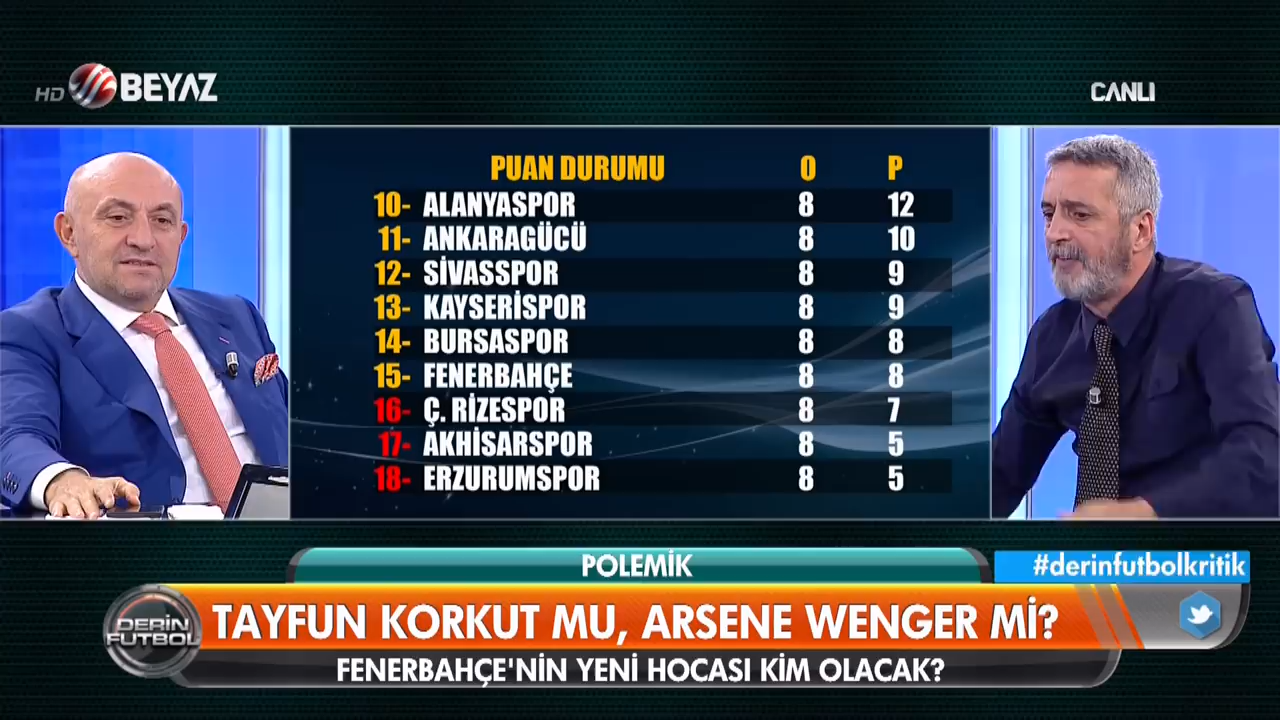 HD BEYAZ
CANLI
PUAN DURUMU O P
10- ALANYASPOR 8 12
11- ANKARAGÜCÜ 8 10
12- SİVASSPOR 8 9
13- KAYSERİSPOR 8 9
14- BURSASPOR 8 8
15- FENERBAHÇE 8 8
16- Ç. RİZESPOR 8 7
17- AKHİSARSPOR 8 5
18- ERZURUMSPOR 8 5
POLEMİK
#derinfutbolkritik
DERİN
FUTBOL
TAYFUN KORKUT MU, ARSENE WENGER Mİ?
FENERBAHÇE'NİN YENİ HOCASI KİM OLACAK?